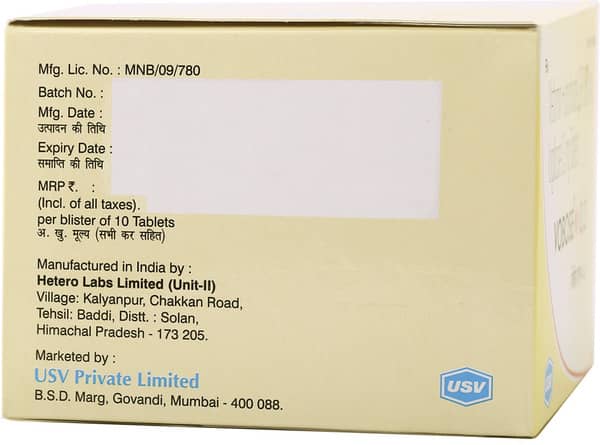 Mfg. Lic. No. : MNB/09/780
Batch No. :
Mfg. Date :
उत्पादन की तिथि
Expiry Date :
समाप्ति की तिथि
MRP ₹. :
(Incl. of all taxes).
per blister of 10 Tablets
अ. खु. मूल्य (सभी कर सहित)
Manufactured in India by :
Hetero Labs Limited (Unit-II)
Village: Kalyanpur, Chakkan Road,
Tehsil: Baddi, Distt. : Solan,
Himachal Pradesh - 173 205.
Marketed by :
USV Private Limited
B.S.D. Marg, Govandi, Mumbai - 400 088.
USV